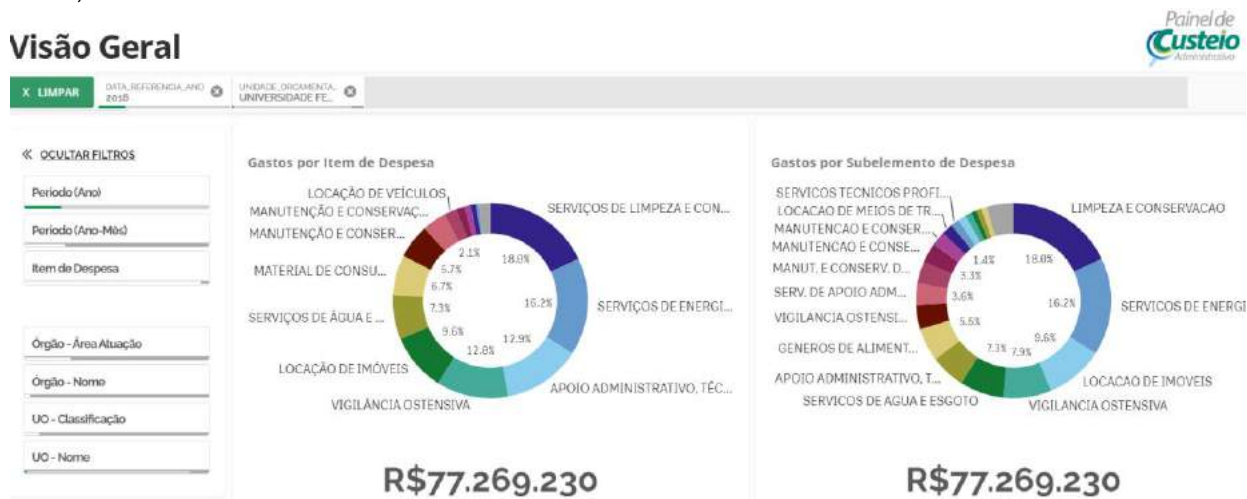 Painel de
Custeio
Administrativo
Visão Geral
X LIMPAR
DATA_REFERENCIA_ANO
2018
UNIDADE_ORCAMENTA..
UNIVERSIDADE FE...
OCULTAR FILTROS
Periodo (Ano)
Periodo (Ano-Mês)
Item de Despesa
Órgão - Área Atuação
Órgão - Nome
UO - Classificação
UO - Nome
Gastos por Item de Despesa
LOCAÇÃO DE VEÍCULOS
MANUTENÇÃO E CONSERVAÇ...
MANUTENÇÃO E CONSER...
MATERIAL DE CONSU...
SERVIÇOS DE ÁGUA E ...
LOCAÇÃO DE IMÓVEIS
VIGILÂNCIA OSTENSIVA
APOIO ADMINISTRATIVO, TÉC...
SERVIÇOS DE ENERGI...
SERVIÇOS DE LIMPEZA E CON...
2.1%
18.0%
16.2%
12.9%
12.0%
9.6%
7.3%
6.7%
R$77.269.230
Gastos por Subelemento de Despesa
SERVICOS TECNICOS PROFI...
LOCACAO DE MEIOS DE TR...
MANUTENCAO E CONSER...
MANUTENCAO E CONSE...
MANUT. E CONSERV. D...
SERV. DE APOIO ADM...
VIGILANCIA OSTENSI...
GENEROS DE ALIMENT...
APOIO ADMINISTRATIVO, T...
SERVICOS DE AGUA E ESGOTO
VIGILANCIA OSTENSIVA
LOCACAO DE IMOVEIS
SERVICOS DE ENERGI
LIMPEZA E CONSERVACAO
1.4%
18.0%
3.3%
3.6%
16.2%
5.5%
9.6%
7.3%
7.9%
R$77.269.230